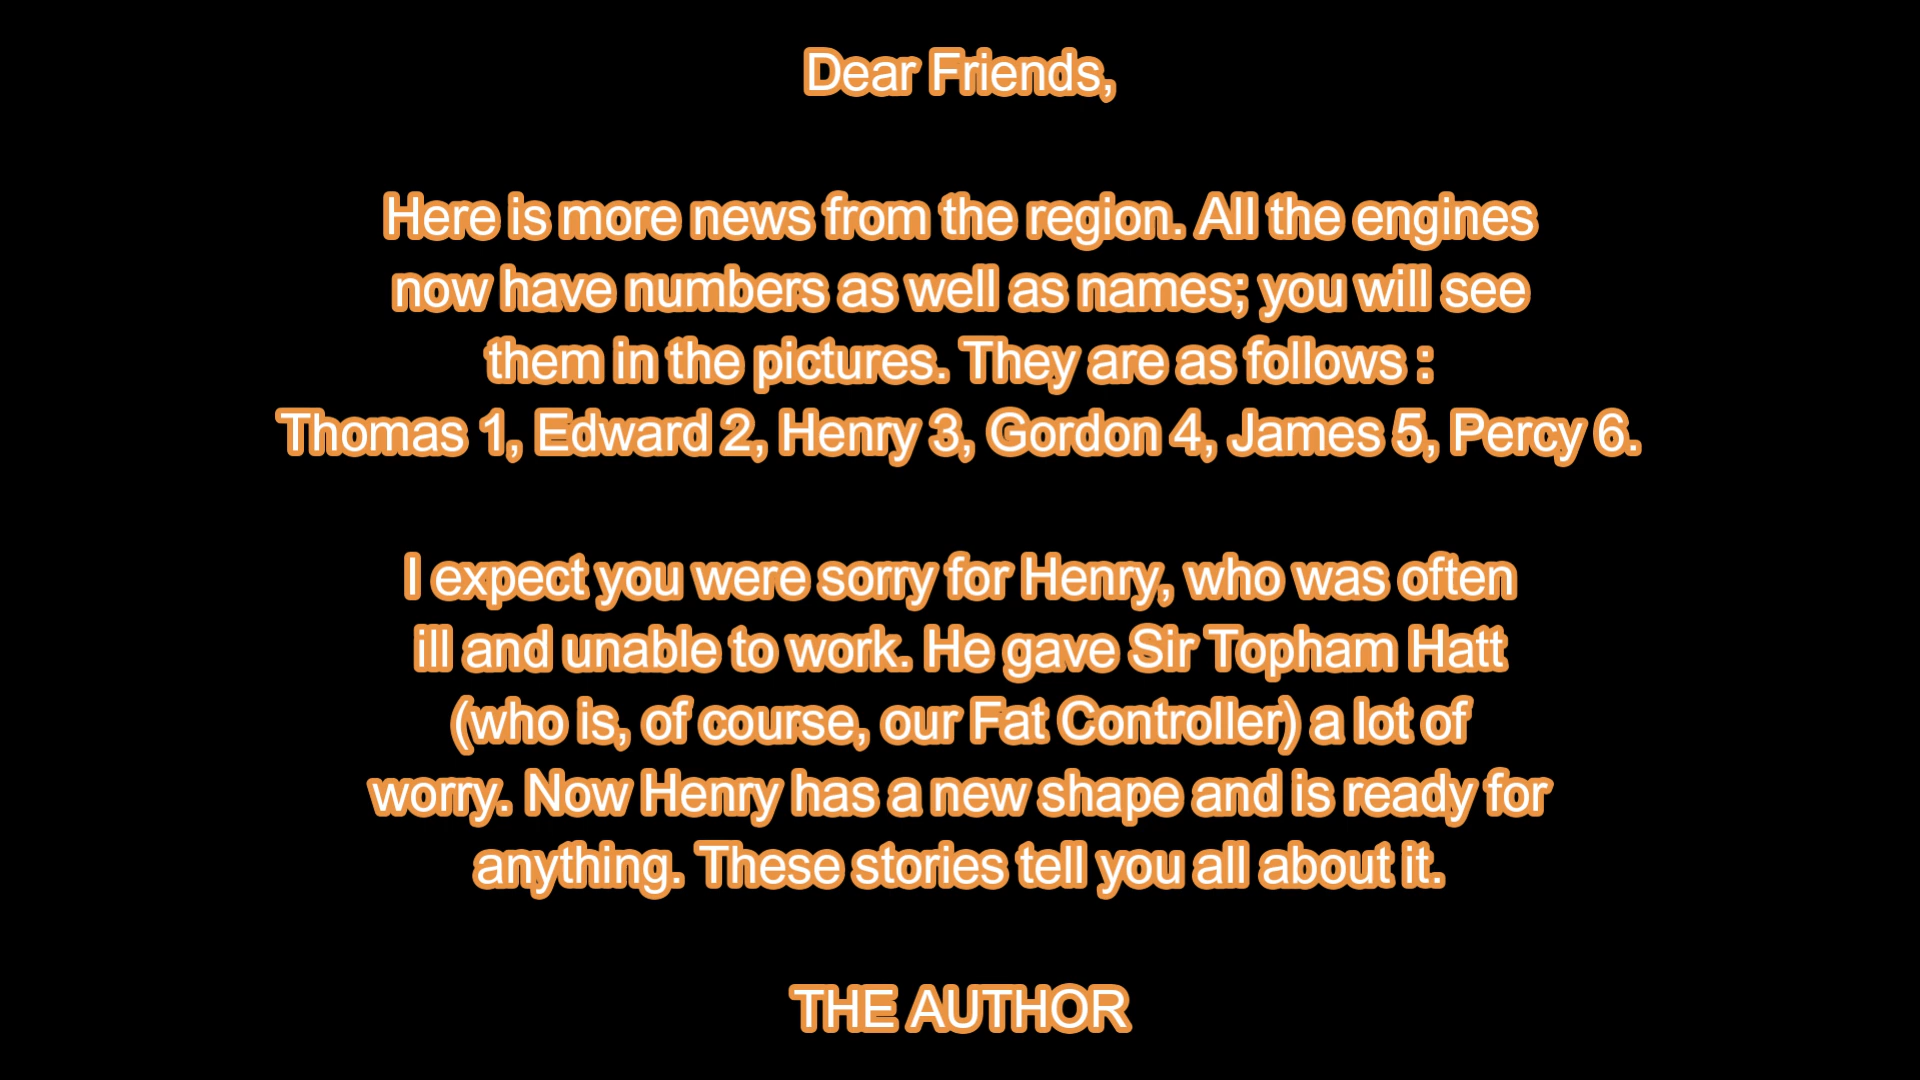 Dear Friends,
Here is more news from the region. All the engines
now have numbers as well as names; you will see
them in the pictures. They are as follows :
Thomas 1, Edward 2, Henry 3, Gordon 4, James 5, Percy 6.
I expect you were sorry for Henry, who was often
ill and unable to work. He gave Sir Topham Hatt
(who is, of course, our Fat Controller) a lot of
worry. Now Henry has a new shape and is ready for
anything. These stories tell you all about it.
THE AUTHOR